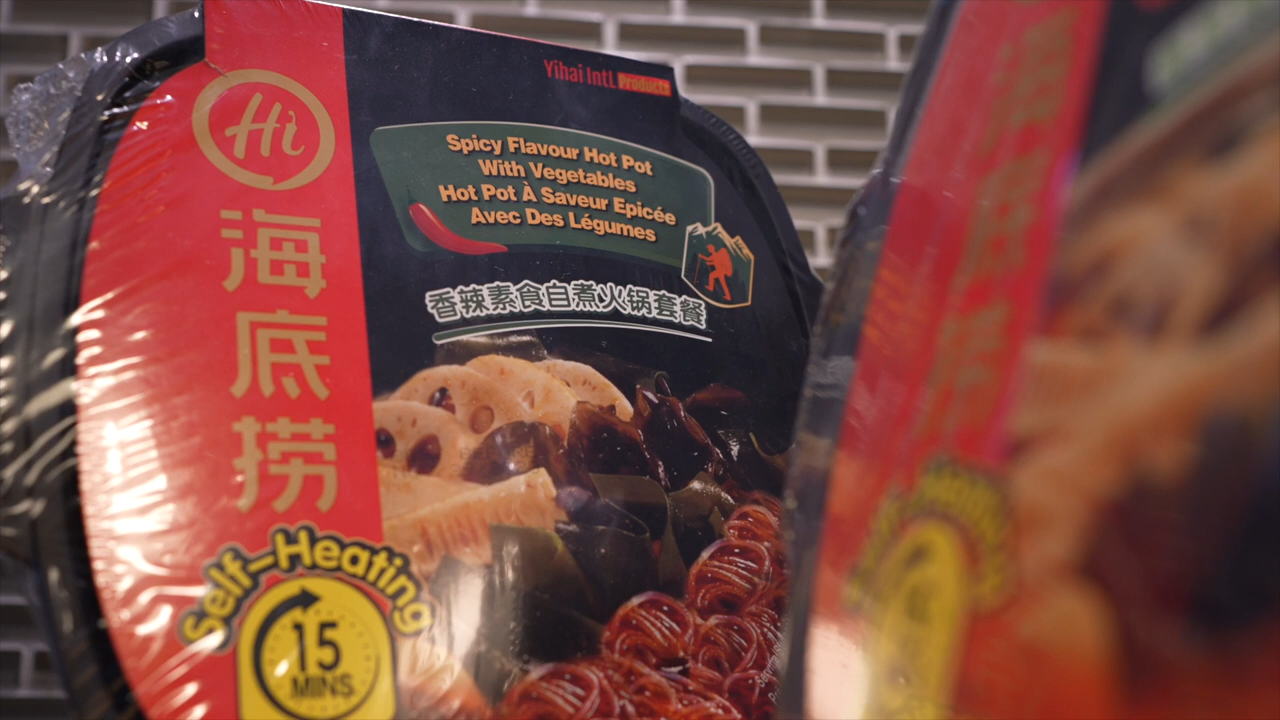 Hi
海底捞
Yihai Intl. Products
Spicy Flavour Hot Pot
With Vegetables
Hot Pot À Saveur Epicée
Avec Des Légumes
香辣素食自煮火锅套餐
Self-Heating
15
MINS